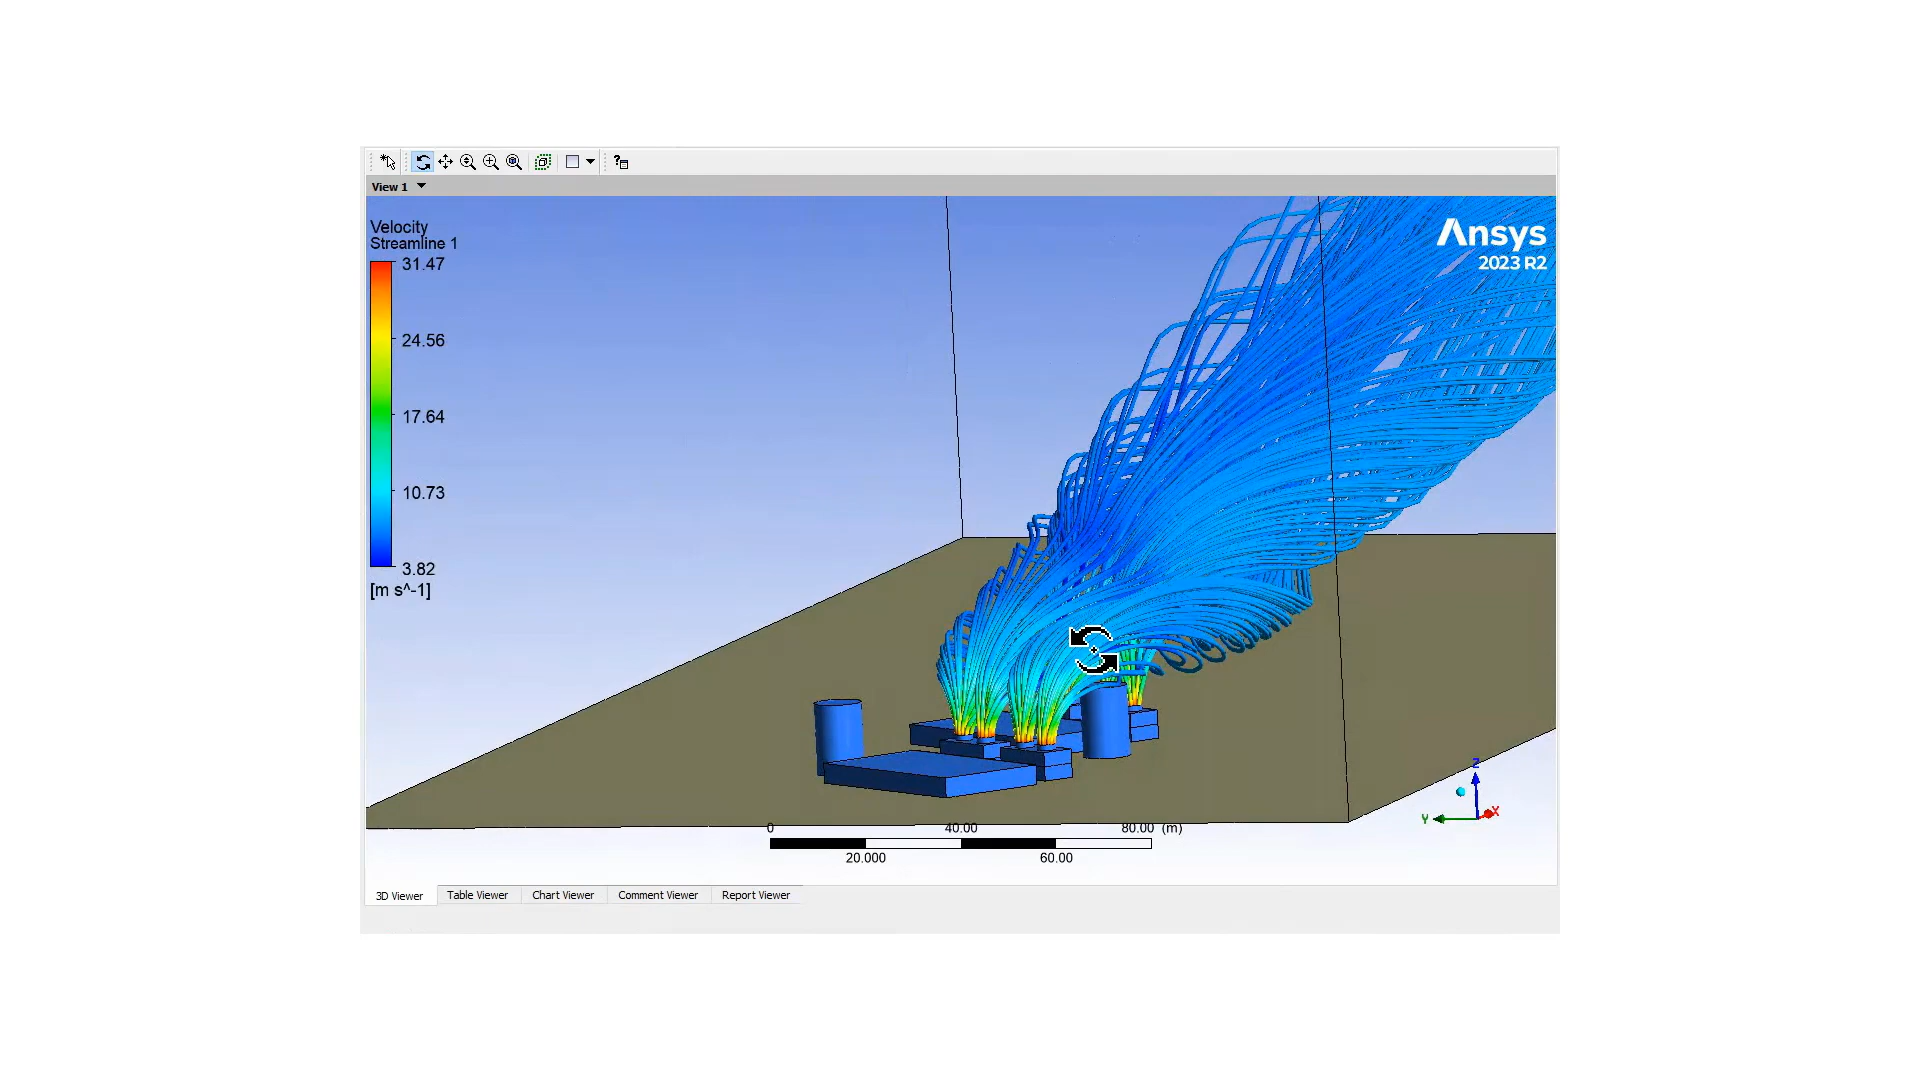 View 1
Velocity
Streamline 1
31.47
24.56
17.64
10.73
3.82
[m s^-1]
Ansys
2023 R2
Z
Y
X
0
40.00
80.00
(m)
20.000
60.00
3D Viewer
Table Viewer
Chart Viewer
Comment Viewer
Report Viewer